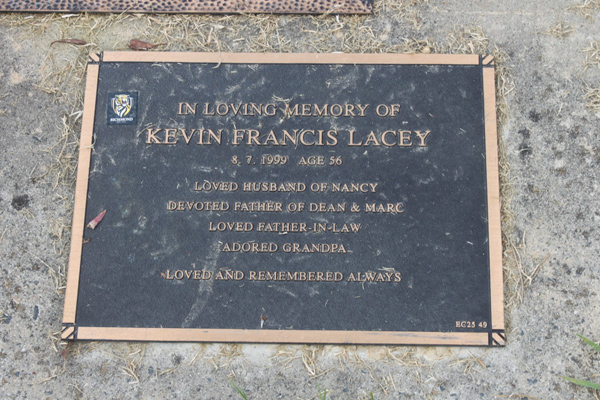 RICHMOND
IN LOVING MEMORY OF
KEVIN FRANCIS LACEY
8. 7. 1999 AGE 56
LOVED HUSBAND OF NANCY
DEVOTED FATHER OF DEAN & MARC
LOVED FATHER-IN-LAW
ADORED GRANDPA
LOVED AND REMEMBERED ALWAYS
EC25 49